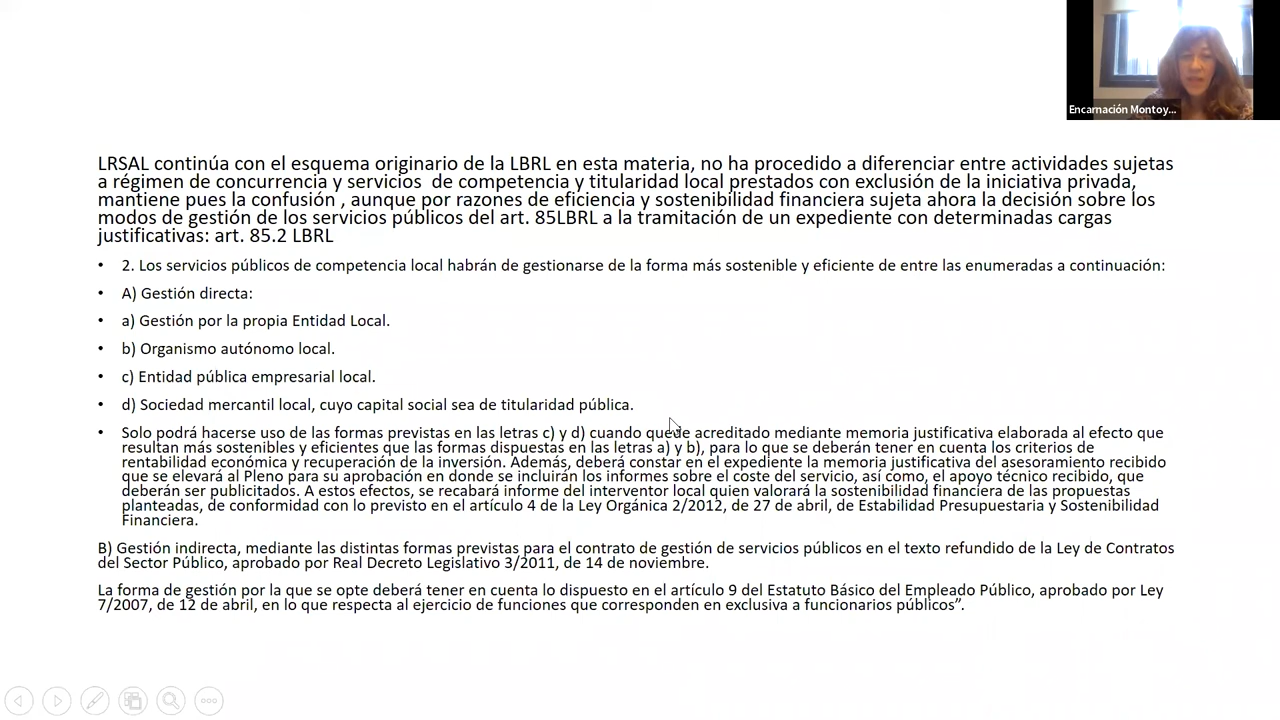 Encarnación Montoy...
LRSAL continúa con el esquema originario de la LBRL en esta materia, no ha procedido a diferenciar entre actividades sujetas
a régimen de concurrencia y servicios  de competencia y titularidad local prestados con exclusión de la iniciativa privada,
mantiene pues la confusión , aunque por razones de eficiencia y sostenibilidad financiera sujeta ahora la decisión sobre los
modos de gestión de los servicios públicos del art. 85LBRL a la tramitación de un expediente con determinadas cargas
justificativas: art. 85.2 LBRL
• 2. Los servicios públicos de competencia local habrán de gestionarse de la forma más sostenible y eficiente de entre las enumeradas a continuación:
• A) Gestión directa:
• a) Gestión por la propia Entidad Local.
• b) Organismo autónomo local.
• c) Entidad pública empresarial local.
• d) Sociedad mercantil local, cuyo capital social sea de titularidad pública.
• Solo podrá hacerse uso de las formas previstas en las letras c) y d) cuando quede acreditado mediante memoria justificativa elaborada al efecto que
resultan más sostenibles y eficientes que las formas dispuestas en las letras a) y b), para lo que se deberán tener en cuenta los criterios de
rentabilidad económica y recuperación de la inversión. Además, deberá constar en el expediente la memoria justificativa del asesoramiento recibido
que se elevará al Pleno para su aprobación en donde se incluirán los informes sobre el coste del servicio, así como, el apoyo técnico recibido, que
deberán ser publicitados. A estos efectos, se recabará informe del interventor local quien valorará la sostenibilidad financiera de las propuestas
planteadas, de conformidad con lo previsto en el artículo 4 de la Ley Orgánica 2/2012, de 27 de abril, de Estabilidad Presupuestaria y Sostenibilidad
Financiera.
B) Gestión indirecta, mediante las distintas formas previstas para el contrato de gestión de servicios públicos en el texto refundido de la Ley de Contratos
del Sector Público, aprobado por Real Decreto Legislativo 3/2011, de 14 de noviembre.
La forma de gestión por la que se opte deberá tener en cuenta lo dispuesto en el artículo 9 del Estatuto Básico del Empleado Público, aprobado por Ley
7/2007, de 12 de abril, en lo que respecta al ejercicio de funciones que corresponden en exclusiva a funcionarios públicos”.